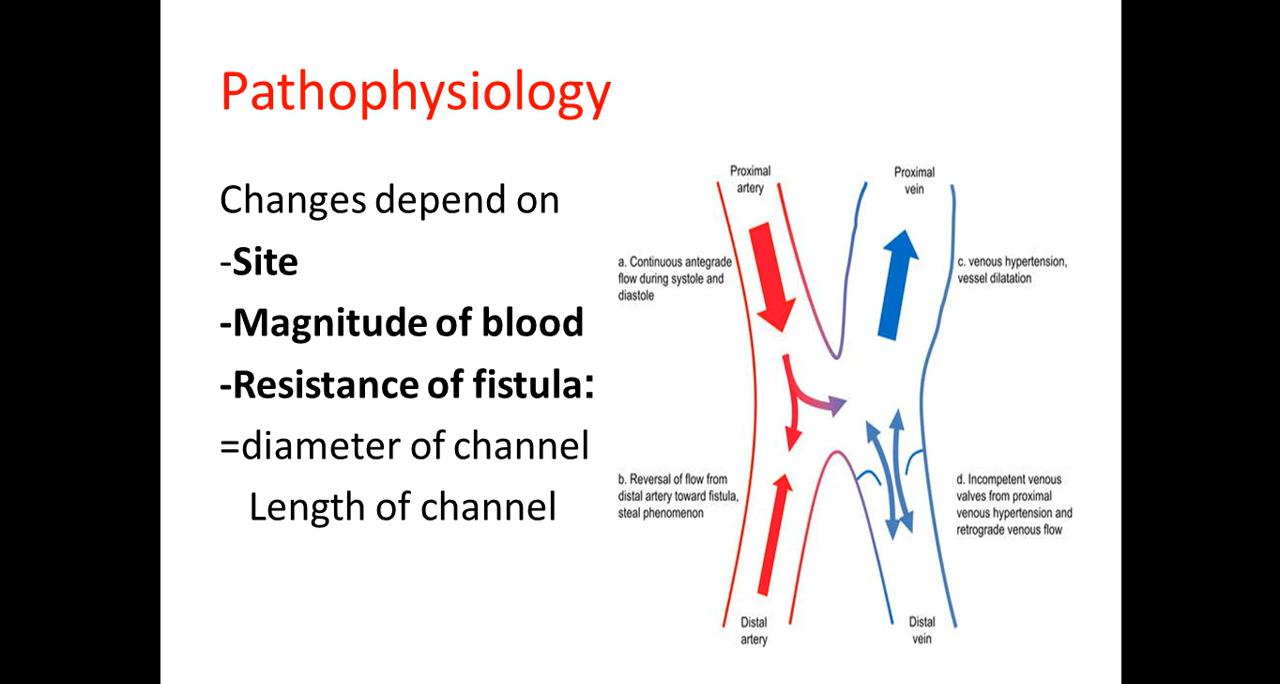 Pathophysiology
Changes depend on
-Site
-Magnitude of blood
-Resistance of fistula:
=diameter of channel
Length of channel
Proximal
artery
Proximal
vein
a. Continuous antegrade
flow during systole and
diastole
c. venous hypertension,
vessel dilatation
b. Reversal of flow from
distal artery toward fistula,
steal phenomenon
d. Incompetent venous
valves from proximal
venous hypertension and
retrograde venous flow
Distal
artery
Distal
vein